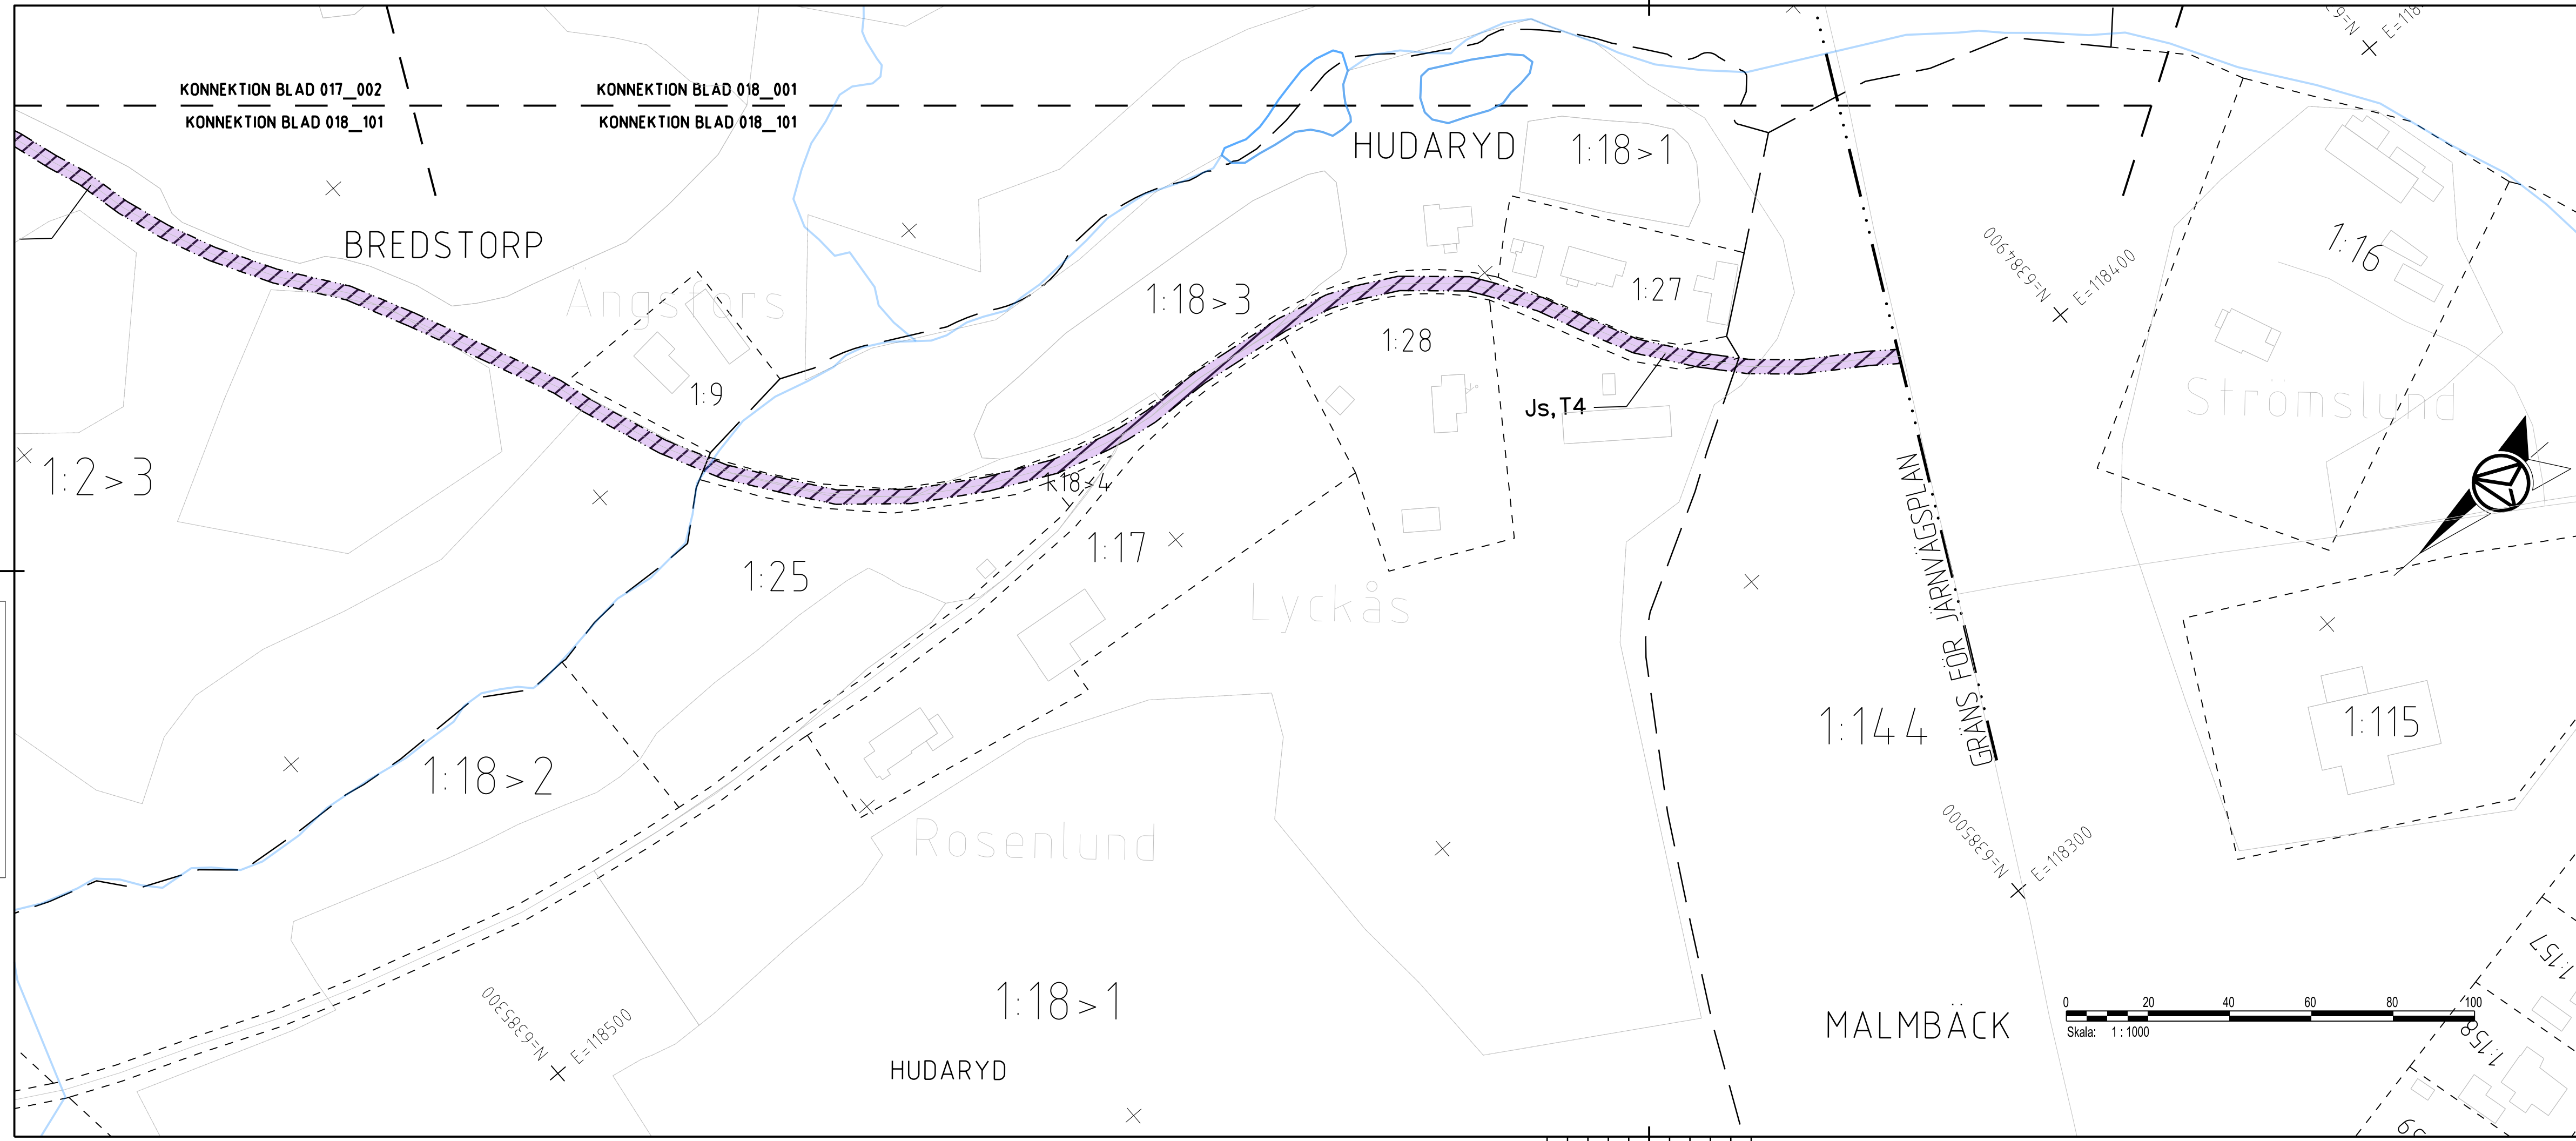 KONNEKTION BLAD 017_002
KONNEKTION BLAD 018_101
KONNEKTION BLAD 018_001
KONNEKTION BLAD 018_101
HUDARYD
1:18>1
BREDSTORP
Ängsfors
1:9
1:18>3
1:27
1:28
Js,T4
N=6384900
E=118400
1:16
Strömslund
1:2>3
1:18>4
1:17
1:25
Lyckås
GRÄNS FÖR JÄRNVÄGSPLAN
1:144
1:115
1:18>2
Rosenlund
N=6385000
E=118300
1:157
1:18>1
N=6385300
E=118500
HUDARYD
MALMBÄCK
0 20 40 60 80 100
Skala: 1 : 1000
1:158